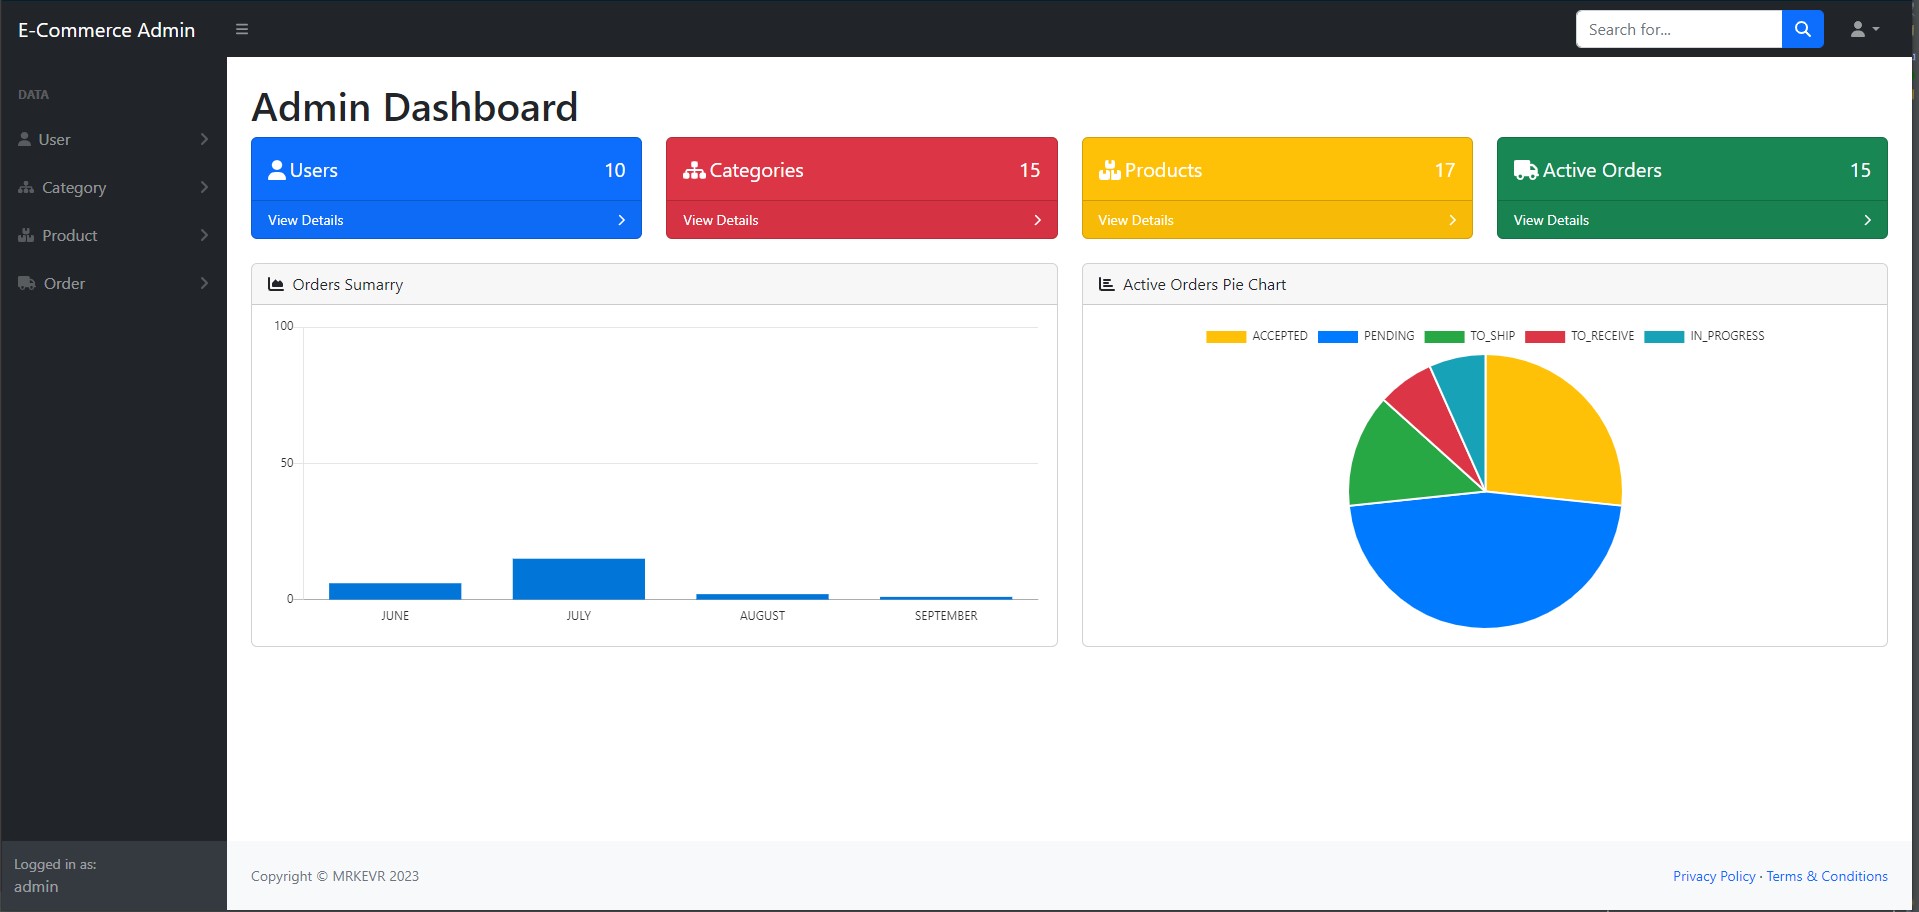 E-Commerce Admin
Search for...
DATA
User
Category
Product
Order
Logged in as:
admin
Admin Dashboard
Users 10
View Details
Categories 15
View Details
Products 17
View Details
Active Orders 15
View Details
Orders Sumarry
100
50
0
JUNE JULY AUGUST SEPTEMBER
Active Orders Pie Chart
ACCEPTED PENDING TO_SHIP TO_RECEIVE IN_PROGRESS
Copyright © MRKEVR 2023
Privacy Policy · Terms & Conditions